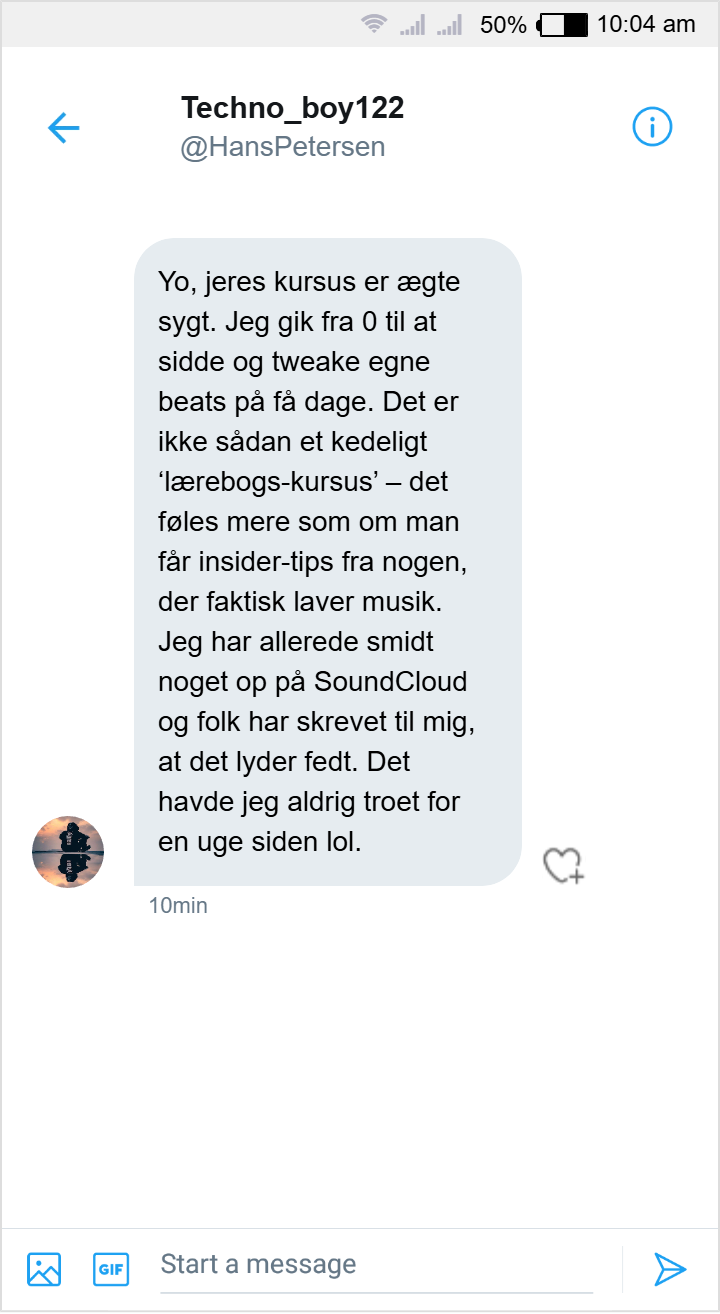 50% 10:04 am
Techno_boy122
@HansPetersen
Yo, jeres kursus er ægte
sygt. Jeg gik fra 0 til at
sidde og tweake egne
beats på få dage. Det er
ikke sådan et kedeligt
‘lærebogs-kursus’ – det
føles mere som om man
får insider-tips fra nogen,
der faktisk laver musik.
Jeg har allerede smidt
noget op på SoundCloud
og folk har skrevet til mig,
at det lyder fedt. Det
havde jeg aldrig troet for
en uge siden lol.
10min
GIF Start a message